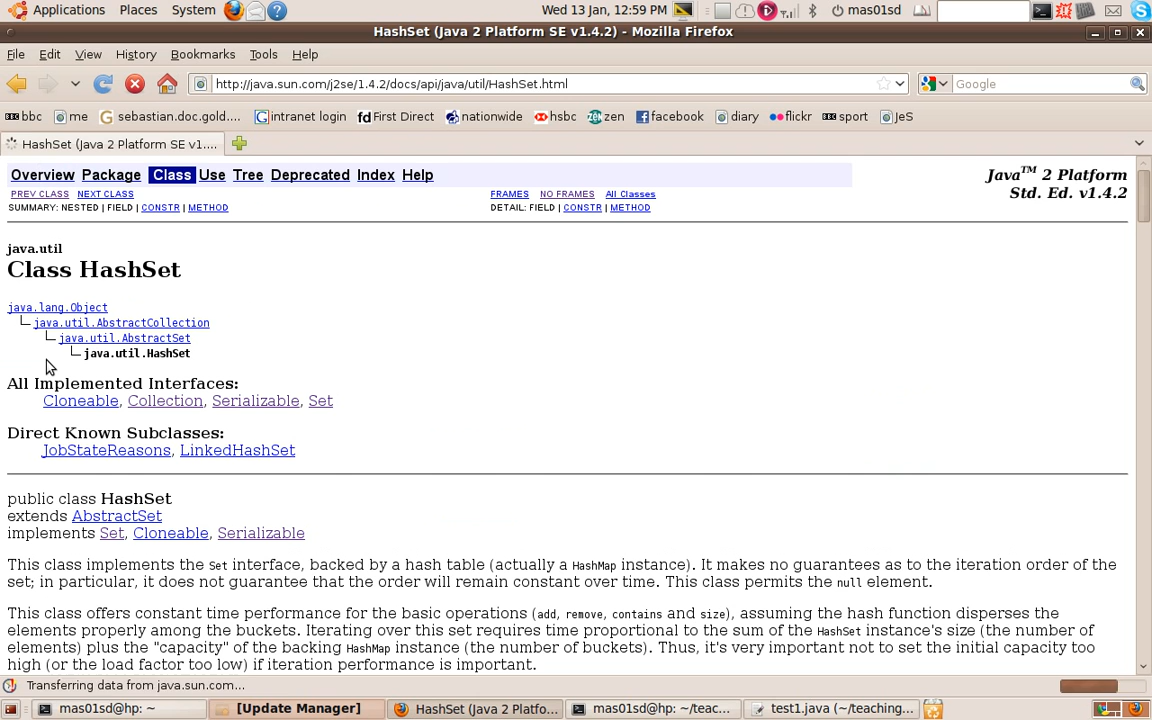 Applications Places System Wed 13 Jan, 12:59 PM mas01sd
HashSet (Java 2 Platform SE v1.4.2) - Mozilla Firefox
File Edit View History Bookmarks Tools Help
http://java.sun.com/j2se/1.4.2/docs/api/java/util/HashSet.html Google
bbc me sebastian.doc.gold.... intranet login First Direct nationwide hsbc zen facebook diary flickr sport JeS
HashSet (Java 2 Platform SE v1....
Overview Package Class Use Tree Deprecated Index Help
Java™ 2 Platform
Std. Ed. v1.4.2
PREV CLASS NEXT CLASS FRAMES NO FRAMES All Classes
SUMMARY: NESTED | FIELD | CONSTR | METHOD DETAIL: FIELD | CONSTR | METHOD
java.util
Class HashSet
java.lang.Object
java.util.AbstractCollection
java.util.AbstractSet
java.util.HashSet
All Implemented Interfaces:
Cloneable, Collection, Serializable, Set
Direct Known Subclasses:
JobStateReasons, LinkedHashSet
public class HashSet
extends AbstractSet
implements Set, Cloneable, Serializable
This class implements the Set interface, backed by a hash table (actually a HashMap instance). It makes no guarantees as to the iteration order of the
set; in particular, it does not guarantee that the order will remain constant over time. This class permits the null element.
This class offers constant time performance for the basic operations (add, remove, contains and size), assuming the hash function disperses the
elements properly among the buckets. Iterating over this set requires time proportional to the sum of the HashSet instance's size (the number of
elements) plus the "capacity" of the backing HashMap instance (the number of buckets). Thus, it's very important not to set the initial capacity too
high (or the load factor too low) if iteration performance is important.
Transferring data from java.sun.com...
mas01sd@hp: ~ [Update Manager] HashSet (Java 2 Platfo... mas01sd@hp: ~/teac... test1.java (~/teaching...